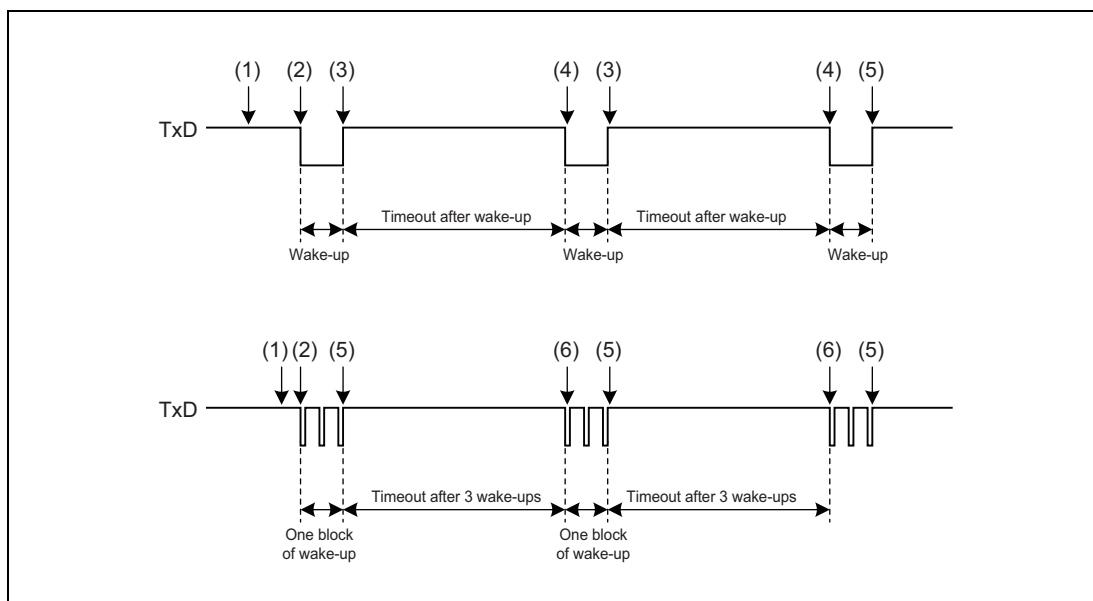 (1) (2) (3) (4) (3) (4) (5)
TxD
Timeout after wake-up Timeout after wake-up
Wake-up Wake-up Wake-up
(1) (2) (5) (6) (5) (6) (5)
TxD
Timeout after 3 wake-ups Timeout after 3 wake-ups
One block One block
of wake-up of wake-up